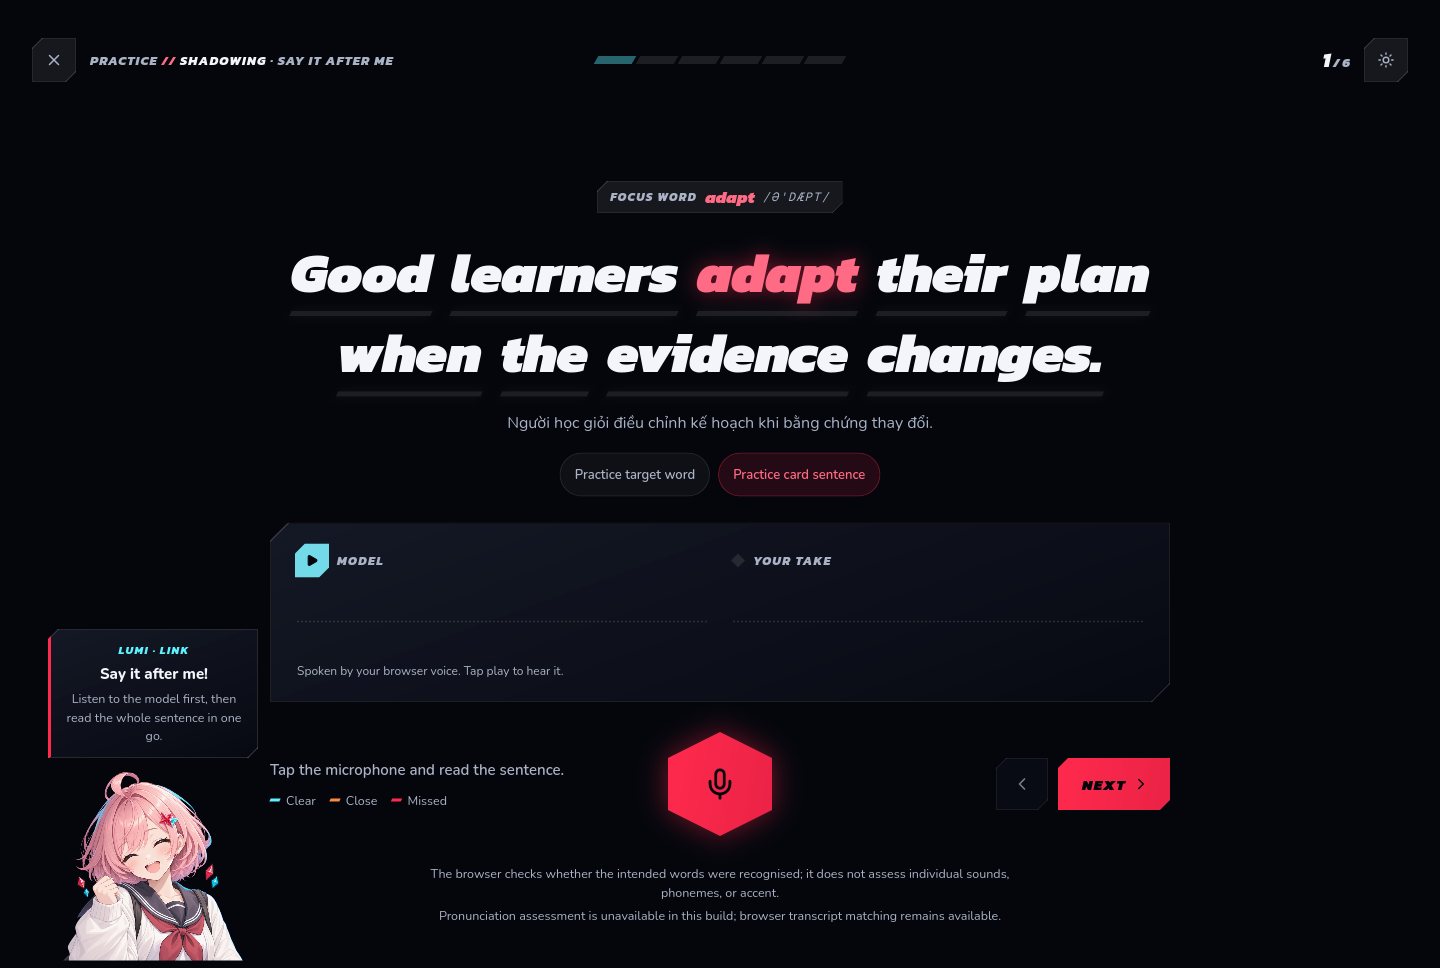 PRACTICE // SHADOWING · SAY IT AFTER ME
1/6
FOCUS WORD adapt /əˈDÆPT/
Good learners adapt their plan
when the evidence changes.
Người học giỏi điều chỉnh kế hoạch khi bằng chứng thay đổi.
Practice target word
Practice card sentence
MODEL
YOUR TAKE
Spoken by your browser voice. Tap play to hear it.
LUMI · LINK
Say it after me!
Listen to the model first, then
read the whole sentence in one
go.
Tap the microphone and read the sentence.
Clear
Close
Missed
NEXT
The browser checks whether the intended words were recognised; it does not assess individual sounds,
phonemes, or accent.
Pronunciation assessment is unavailable in this build; browser transcript matching remains available.